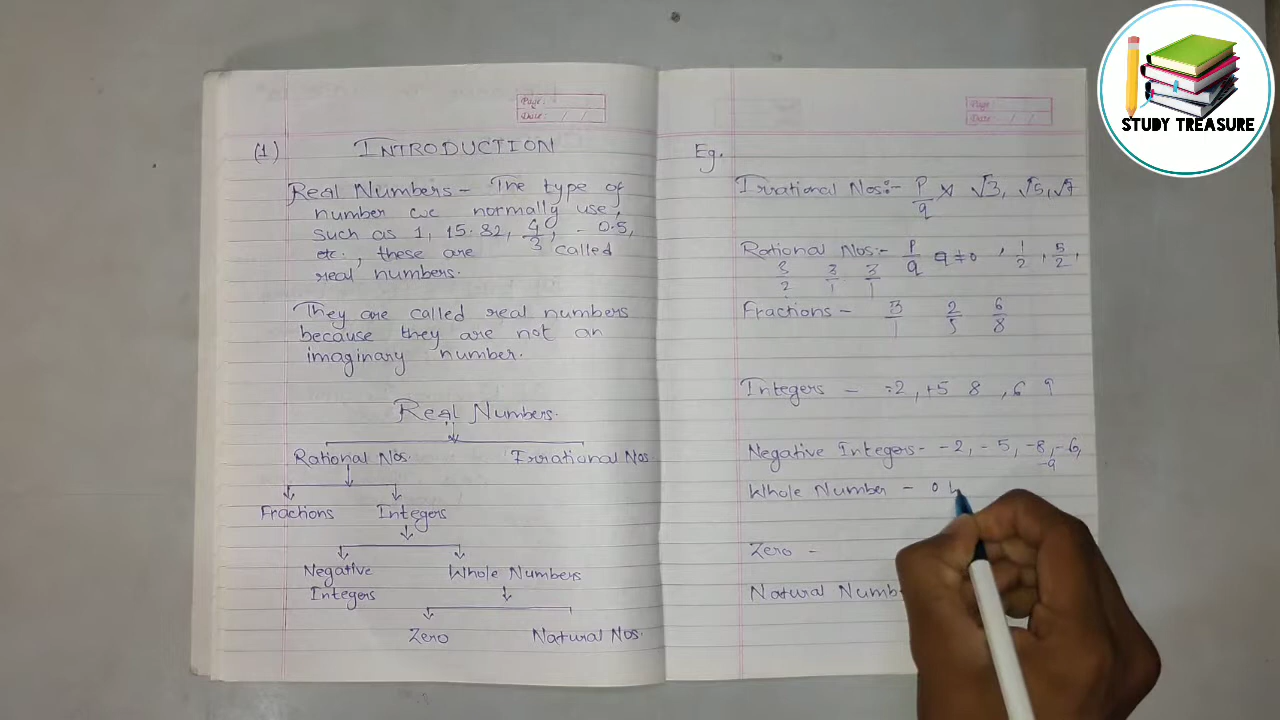 STUDY TREASURE
Page:
Date: / /
(1) INTRODUCTION
Real Numbers - The type of
number we normally use,
such as 1, 15.82, 4/3, -0.5,
etc., these are called
real numbers.
They are called real numbers
because they are not an
imaginary number.
Real Numbers.
Rational Nos. Irrational Nos.
Fractions Integers
Negative Whole Numbers
Integers
Zero Natural Nos.
Page:
Date: / /
Eg.
Irrational Nos:- p/q × √3, √5, √7
Rational Nos:- p/q q≠0, 1/2, 5/2,
3/2 3/1 3/1
Fractions - 3/1 2/5 6/8
Integers - -2, +5 8, 6 9
Negative Integers - -2, -5, -8, -6,
-9
Whole Number - 0
Zero -
Natural Numb